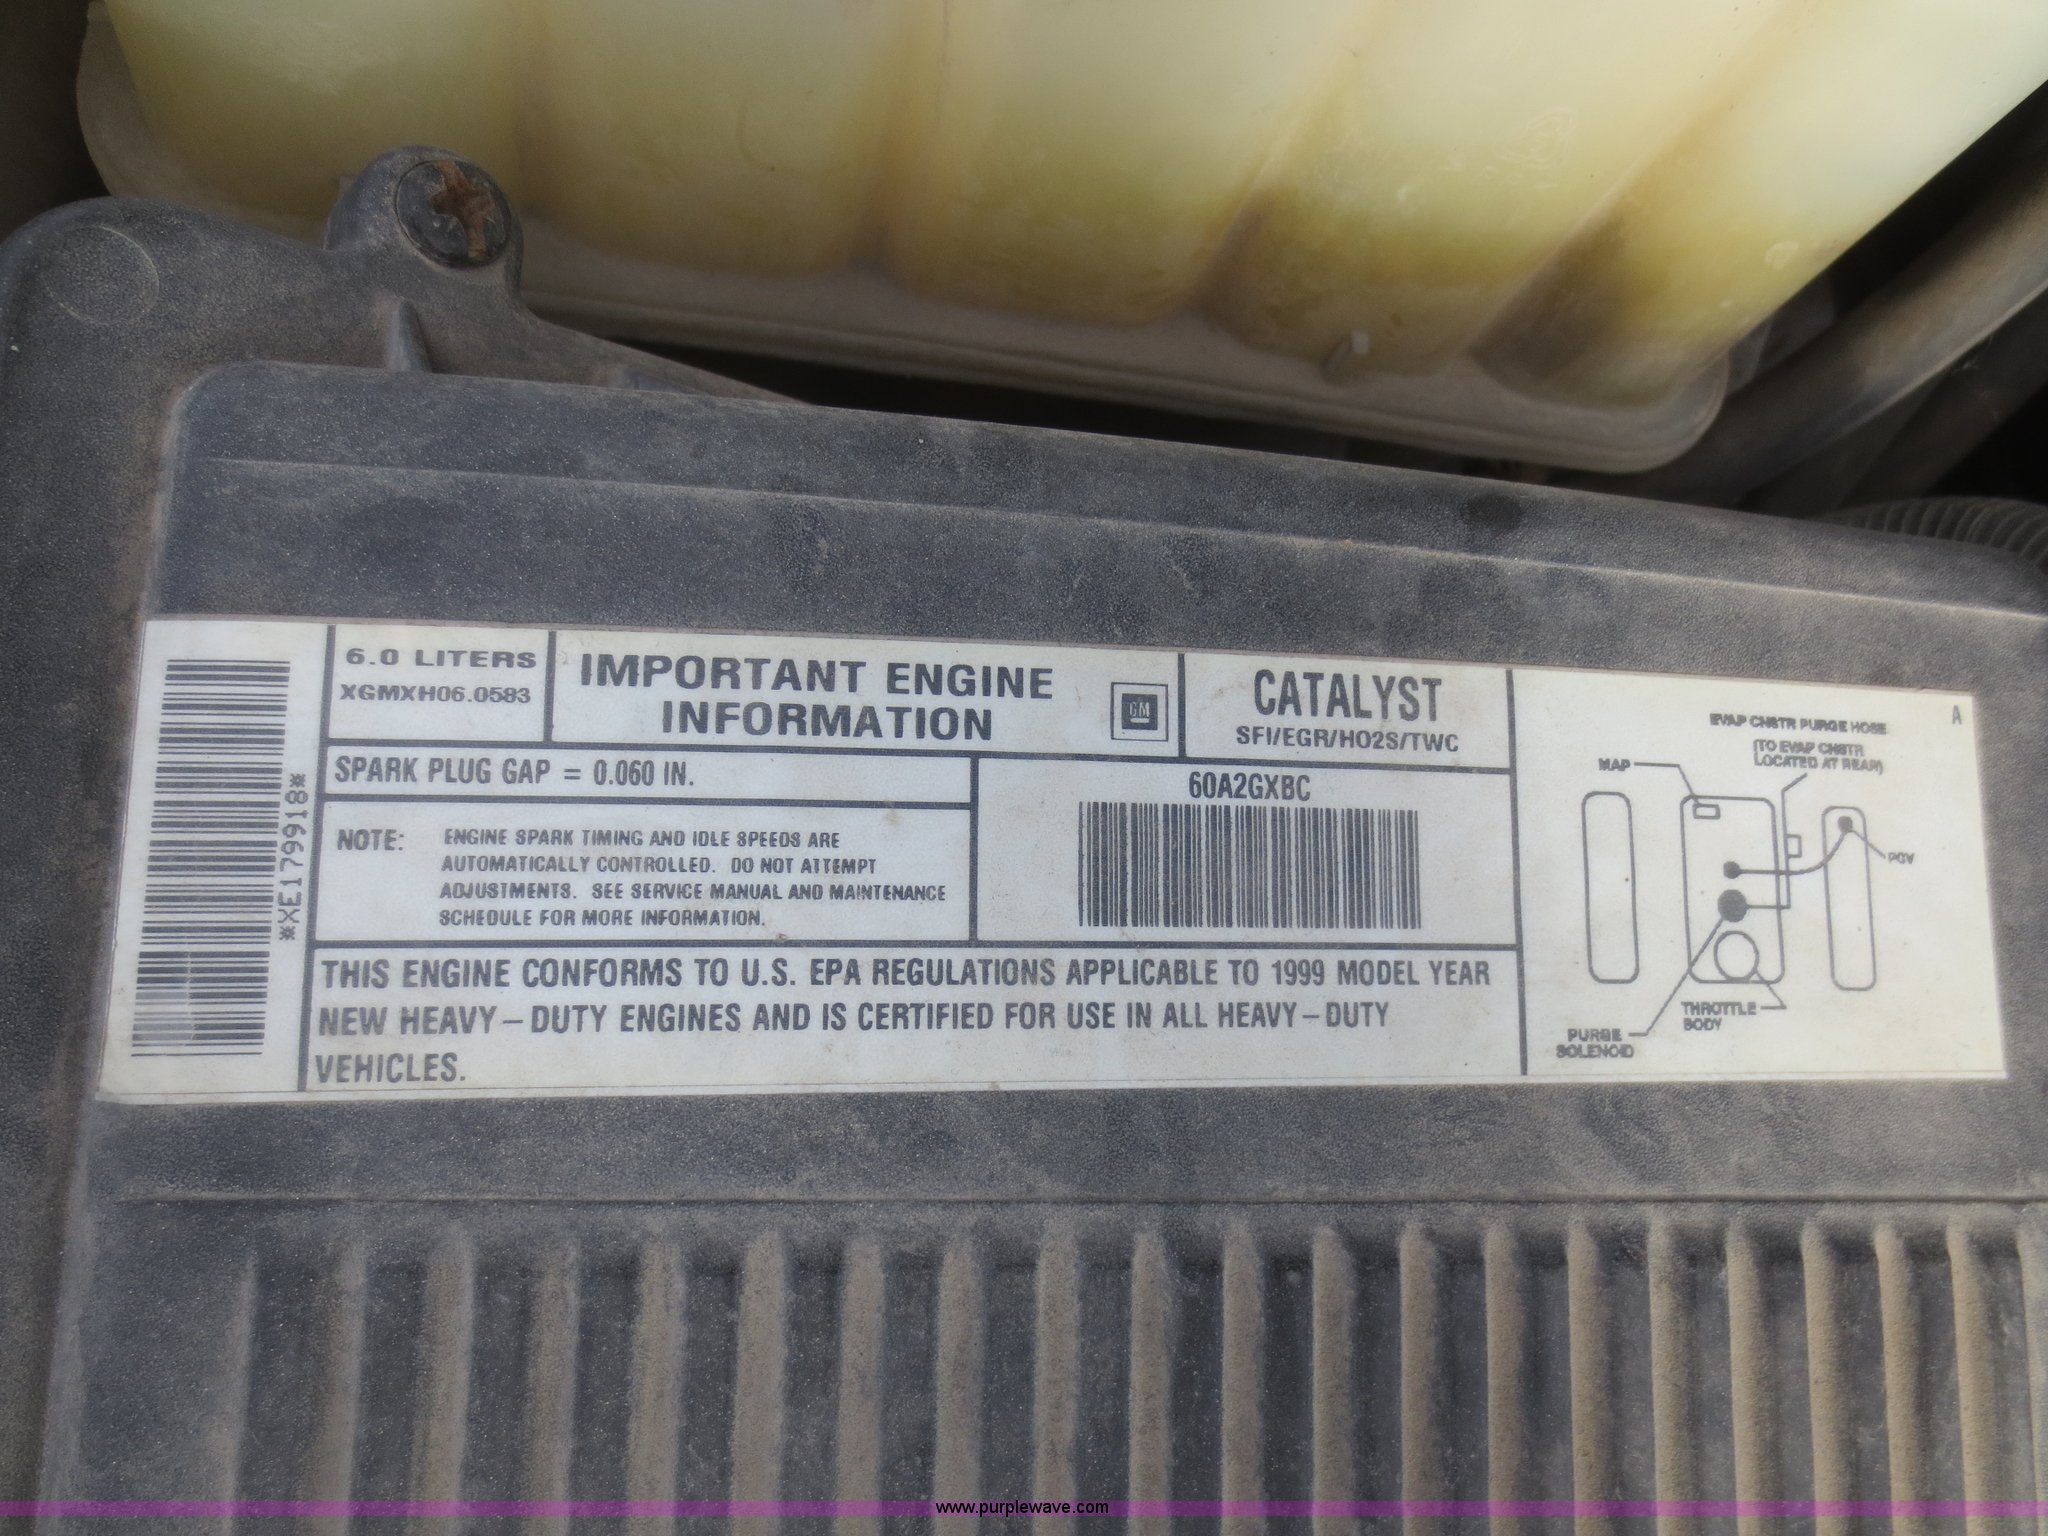 6.0 LITERS
XGMXH06.0583
IMPORTANT ENGINE
INFORMATION
GM
CATALYST
SFI/EGR/HO2S/TWC
SPARK PLUG GAP = 0.060 IN.
NOTE: ENGINE SPARK TIMING AND IDLE SPEEDS ARE
AUTOMATICALLY CONTROLLED. DO NOT ATTEMPT
ADJUSTMENTS. SEE SERVICE MANUAL AND MAINTENANCE
SCHEDULE FOR MORE INFORMATION.
60A2GXBC
THIS ENGINE CONFORMS TO U.S. EPA REGULATIONS APPLICABLE TO 1999 MODEL YEAR
NEW HEAVY-DUTY ENGINES AND IS CERTIFIED FOR USE IN ALL HEAVY-DUTY
VEHICLES.
*XE179918*
A
EVAP CNSTR PURGE HOSE
(TO EVAP CNSTR
LOCATED AT REAR)
MAP
PCV
THROTTLE
BODY
PURGE
SOLENOID
www.purplewave.com